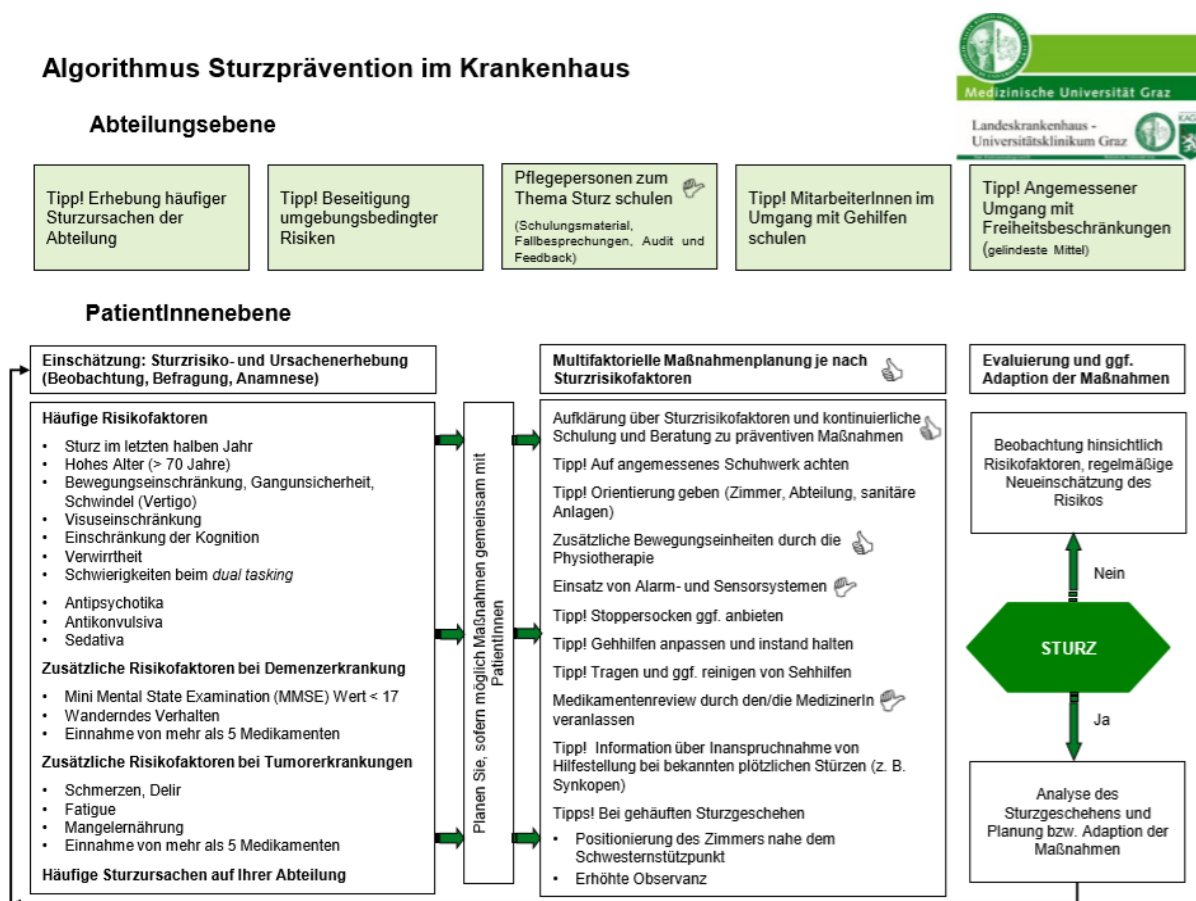 Algorithmus Sturzprävention im Krankenhaus
Medizinische Universität Graz
Landeskrankenhaus -
Universitätsklinikum Graz
KAGes
Abteilungsebene
Tipp! Erhebung häufiger
Sturzursachen der
Abteilung
Tipp! Beseitigung
umgebungsbedingter
Risiken
Pflegepersonen zum
Thema Sturz schulen
(Schulungsmaterial,
Fallbesprechungen, Audit und
Feedback)
Tipp! MitarbeiterInnen im
Umgang mit Gehilfen
schulen
Tipp! Angemessener
Umgang mit
Freiheitsbeschränkungen
(gelindeste Mittel)
PatientInnenebene
Einschätzung: Sturzrisiko- und Ursachenerhebung
(Beobachtung, Befragung, Anamnese)
Häufige Risikofaktoren
• Sturz im letzten halben Jahr
• Hohes Alter (> 70 Jahre)
• Bewegungseinschränkung, Gangunsicherheit,
Schwindel (Vertigo)
• Visuseinschränkung
• Einschränkung der Kognition
• Verwirrtheit
• Schwierigkeiten beim dual tasking
• Antipsychotika
• Antikonvulsiva
• Sedativa
Zusätzliche Risikofaktoren bei Demenzerkrankung
• Mini Mental State Examination (MMSE) Wert < 17
• Wanderndes Verhalten
• Einnahme von mehr als 5 Medikamenten
Zusätzliche Risikofaktoren bei Tumorerkrankungen
• Schmerzen, Delir
• Fatigue
• Mangelernährung
• Einnahme von mehr als 5 Medikamenten
Häufige Sturzursachen auf Ihrer Abteilung
Planen Sie, sofern möglich Maßnahmen gemeinsam mit
PatientInnen
Multifaktorielle Maßnahmenplanung je nach
Sturzrisikofaktoren
Aufklärung über Sturzrisikofaktoren und kontinuierliche
Schulung und Beratung zu präventiven Maßnahmen
Tipp! Auf angemessenes Schuhwerk achten
Tipp! Orientierung geben (Zimmer, Abteilung, sanitäre
Anlagen)
Zusätzliche Bewegungseinheiten durch die
Physiotherapie
Einsatz von Alarm- und Sensorsystemen
Tipp! Stoppersocken ggf. anbieten
Tipp! Gehhilfen anpassen und instand halten
Tipp! Tragen und ggf. reinigen von Sehhilfen
Medikamentenreview durch den/die MedizinerIn
veranlassen
Tipp! Information über Inanspruchnahme von
Hilfestellung bei bekannten plötzlichen Stürzen (z. B.
Synkopen)
Tipps! Bei gehäuften Sturzgeschehen
• Positionierung des Zimmers nahe dem
Schwesternstützpunkt
• Erhöhte Observanz
Evaluierung und ggf.
Adaption der Maßnahmen
Beobachtung hinsichtlich
Risikofaktoren, regelmäßige
Neueinschätzung des
Risikos
Nein
STURZ
Ja
Analyse des
Sturzgeschehens und
Planung bzw. Adaption der
Maßnahmen